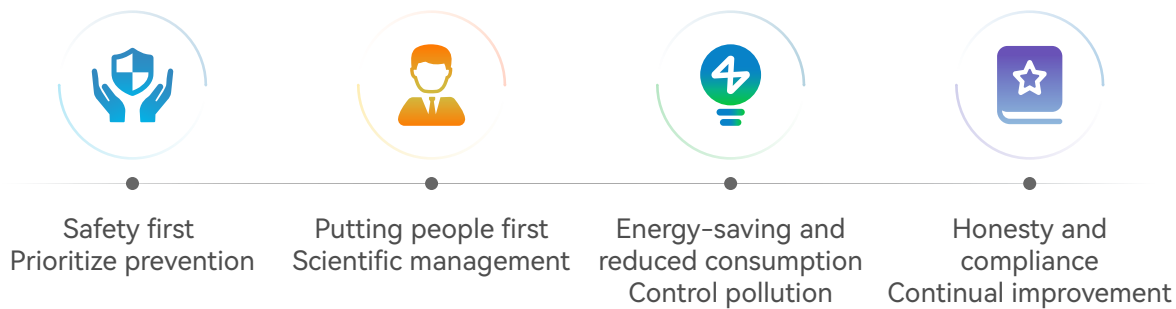 Safety first
Prioritize prevention
Putting people first
Scientific management
Energy-saving and
reduced consumption
Control pollution
Honesty and
compliance
Continual improvement